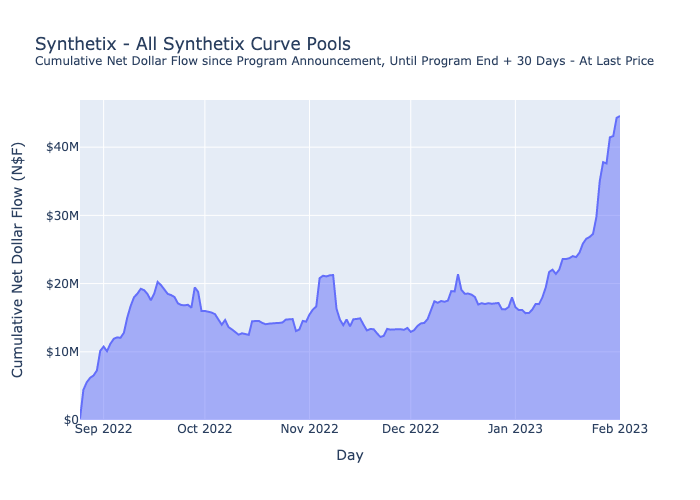 Synthetix - All Synthetix Curve Pools
Cumulative Net Dollar Flow since Program Announcement, Until Program End + 30 Days - At Last Price
Cumulative Net Dollar Flow (N$F)
$40M
$30M
$20M
$10M
$0
Sep 2022
Oct 2022
Nov 2022
Dec 2022
Jan 2023
Feb 2023
Day